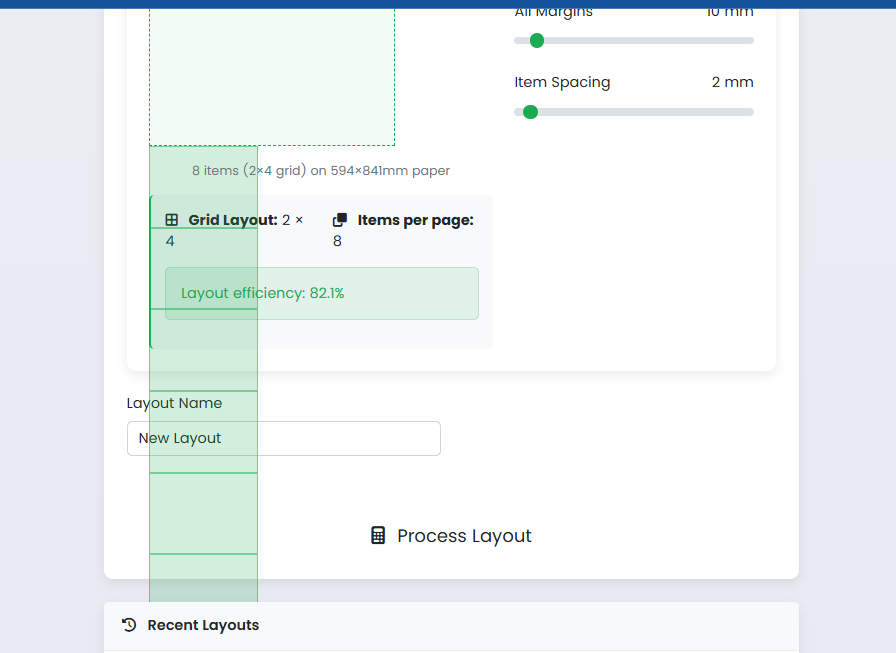 All Margins 10 mm
Item Spacing 2 mm
8 items (2×4 grid) on 594×841mm paper
Grid Layout: 2 × Items per page:
4 8
Layout efficiency: 82.1%
Layout Name
New Layout
Process Layout
Recent Layouts